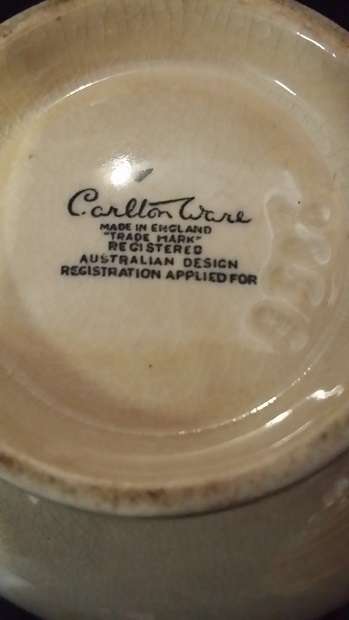 Carlton Ware
MADE IN ENGLAND
"TRADE MARK"
REGISTERED
AUSTRALIAN DESIGN
REGISTRATION APPLIED FOR